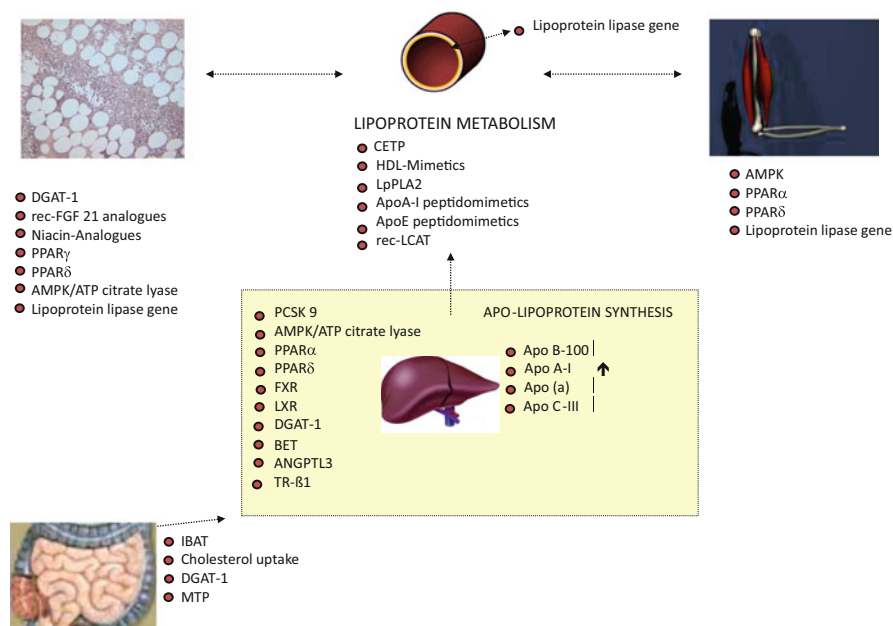 Lipoprotein lipase gene
LIPOPROTEIN METABOLISM
CETP
HDL-Mimetics
LpPLA2
ApoA-I peptidomimetics
ApoE peptidomimetics
rec-LCAT
DGAT-1
rec-FGF 21 analogues
Niacin-Analogues
PPARγ
PPARδ
AMPK/ATP citrate lyase
Lipoprotein lipase gene
AMPK
PPARα
PPARδ
Lipoprotein lipase gene
PCSK 9
AMPK/ATP citrate lyase
PPARα
PPARδ
FXR
LXR
DGAT-1
BET
ANGPTL3
TR-ß1
APO-LIPOPROTEIN SYNTHESIS
Apo B-100
Apo A-I
Apo (a)
Apo C-III
IBAT
Cholesterol uptake
DGAT-1
MTP